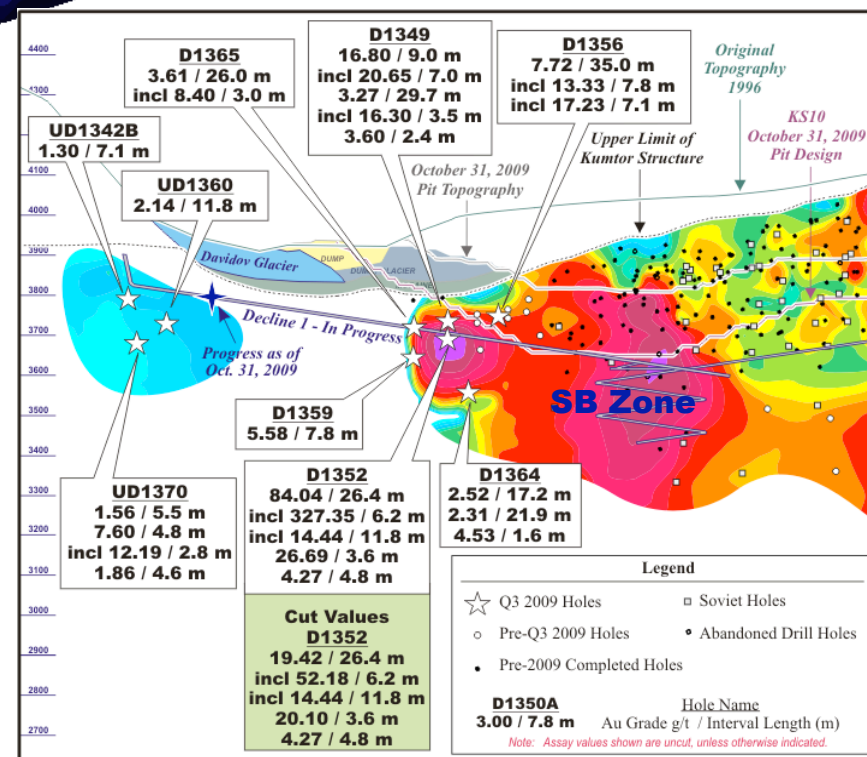 4400
4300
4200
4100
4000
3900
3800
3700
3600
3500
3400
3300
3200
3100
3000
2900
2800
2700
D1365
3.61 / 26.0 m
incl 8.40 / 3.0 m
D1349
16.80 / 9.0 m
incl 20.65 / 7.0 m
3.27 / 29.7 m
incl 16.30 / 3.5 m
3.60 / 2.4 m
D1356
7.72 / 35.0 m
incl 13.33 / 7.8 m
incl 17.23 / 7.1 m
Original
Topography
1996
KS10
October 31, 2009
Pit Design
UD1342B
1.30 / 7.1 m
UD1360
2.14 / 11.8 m
October 31, 2009
Pit Topography
Upper Limit of
Kumtor Structure
Davidov Glacier
DUMP
GLACIER
Decline 1 - In Progress
Progress as of
Oct. 31, 2009
SB Zone
D1359
5.58 / 7.8 m
UD1370
1.56 / 5.5 m
7.60 / 4.8 m
incl 12.19 / 2.8 m
1.86 / 4.6 m
D1352
84.04 / 26.4 m
incl 327.35 / 6.2 m
incl 14.44 / 11.8 m
26.69 / 3.6 m
4.27 / 4.8 m
D1364
2.52 / 17.2 m
2.31 / 21.9 m
4.53 / 1.6 m
Cut Values
D1352
19.42 / 26.4 m
incl 52.18 / 6.2 m
incl 14.44 / 11.8 m
20.10 / 3.6 m
4.27 / 4.8 m
Legend
Q3 2009 Holes
Soviet Holes
Pre-Q3 2009 Holes
Abandoned Drill Holes
Pre-2009 Completed Holes
D1350A Hole Name
3.00 / 7.8 m Au Grade g/t / Interval Length (m)
Note: Assay values shown are uncut, unless otherwise indicated.